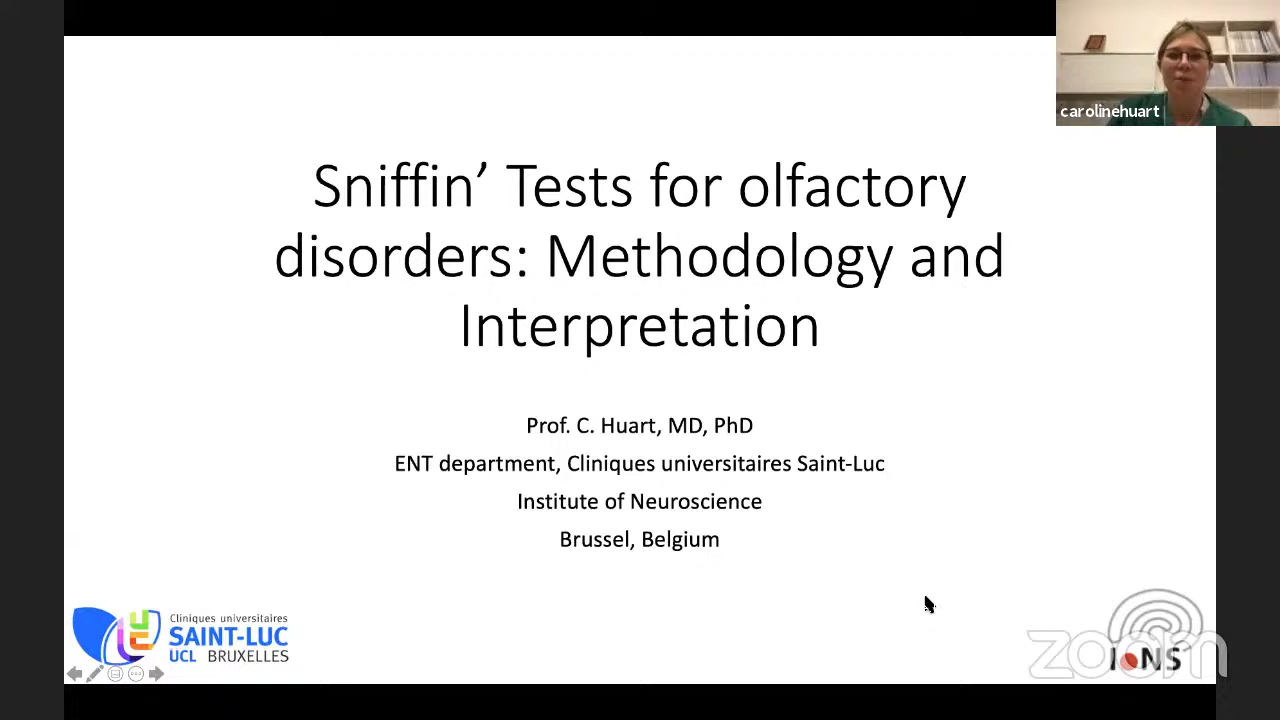 carolinehuart
Sniffin’ Tests for olfactory
disorders: Methodology and
Interpretation
Prof. C. Huart, MD, PhD
ENT department, Cliniques universitaires Saint-Luc
Institute of Neuroscience
Brussel, Belgium
Cliniques universitaires
SAINT-LUC
UCL BRUXELLES
zoom
IoNS